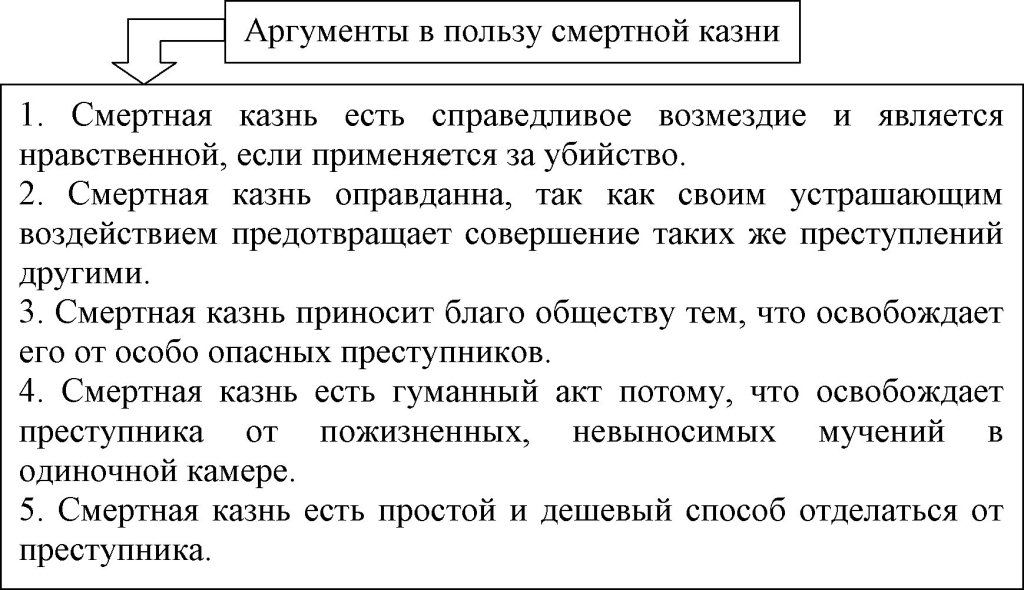 Аргументы в пользу смертной казни
1. Смертная казнь есть справедливое возмездие и является
нравственной, если применяется за убийство.
2. Смертная казнь оправданна, так как своим устрашающим
воздействием предотвращает совершение таких же преступлений
другими.
3. Смертная казнь приносит благо обществу тем, что освобождает
его от особо опасных преступников.
4. Смертная казнь есть гуманный акт потому, что освобождает
преступника от пожизненных, невыносимых мучений в
одиночной камере.
5. Смертная казнь есть простой и дешевый способ отделаться от
преступника.